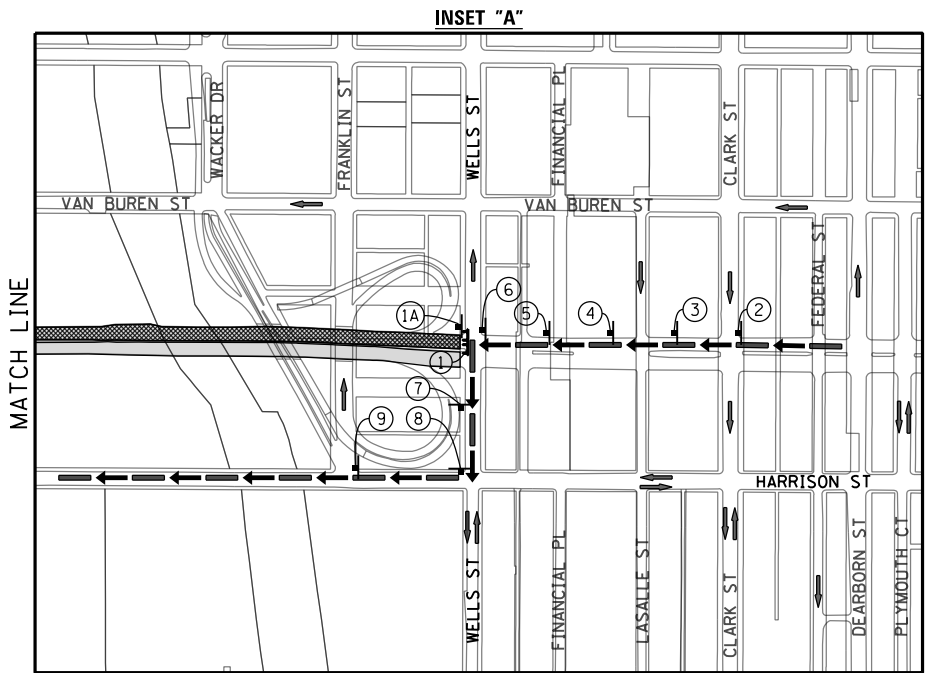 INSET "A"
WACKER DR
FRANKLIN ST
WELLS ST
FINANCIAL PL
CLARK ST
VAN BUREN ST
VAN BUREN ST
FEDERAL ST
MATCH LINE
1A
6
5
4
3
2
1
7
9
8
HARRISON ST
WELLS ST
FINANCIAL PL
LASALLE ST
CLARK ST
DEARBORN ST
PLYMOUTH CT